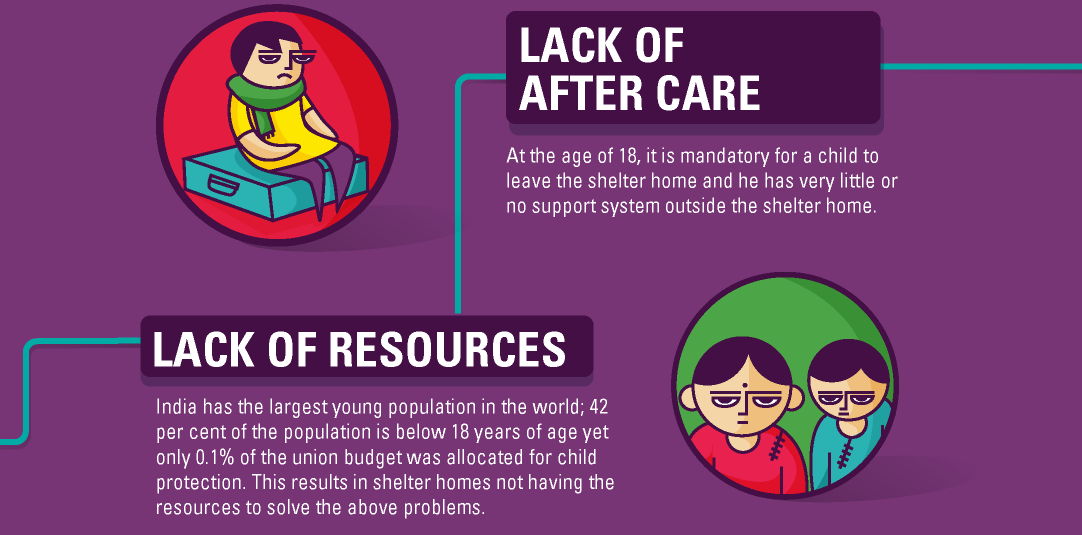 LACK OF
AFTER CARE
At the age of 18, it is mandatory for a child to
leave the shelter home and he has very little or
no support system outside the shelter home.
LACK OF RESOURCES
India has the largest young population in the world; 42
per cent of the population is below 18 years of age yet
only 0.1% of the union budget was allocated for child
protection. This results in shelter homes not having the
resources to solve the above problems.